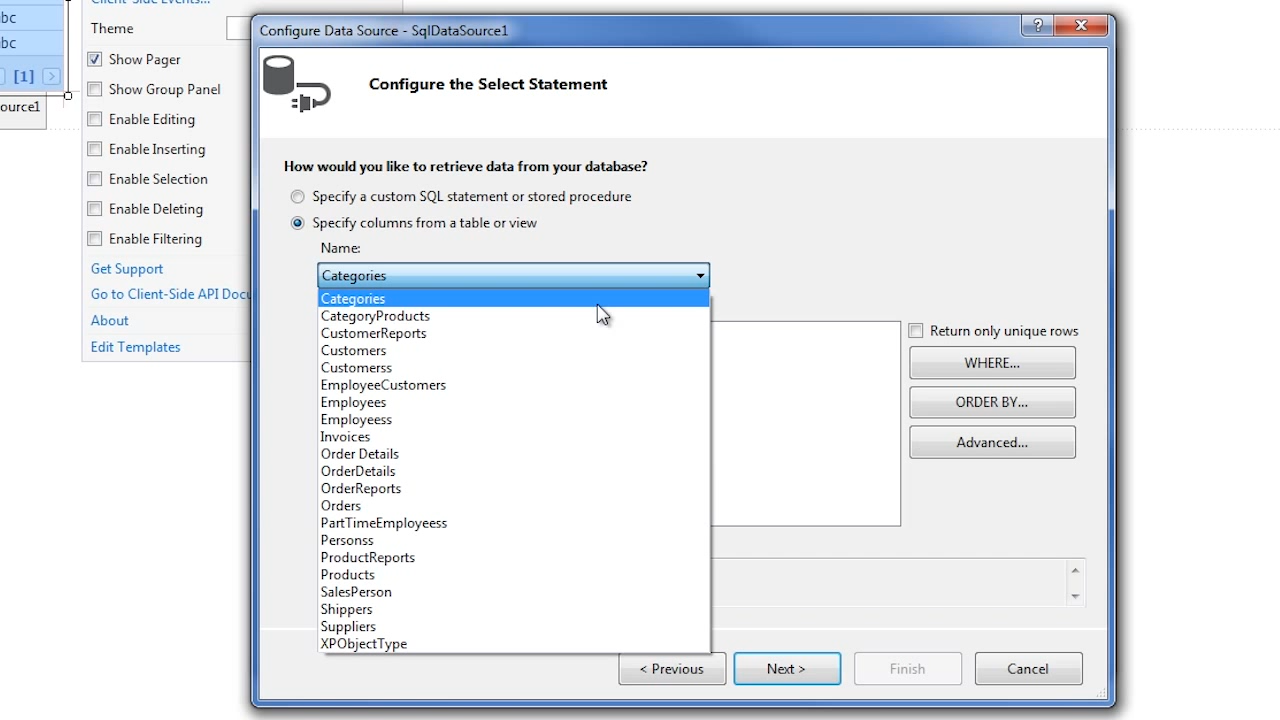 Client-Side Events...
bc
bc
[1]
ource1
Theme
Show Pager
Show Group Panel
Enable Editing
Enable Inserting
Enable Selection
Enable Deleting
Enable Filtering
Get Support
Go to Client-Side API Docu
About
Edit Templates
Configure Data Source - SqlDataSource1
?
Configure the Select Statement
How would you like to retrieve data from your database?
Specify a custom SQL statement or stored procedure
Specify columns from a table or view
Name:
Categories
Categories
CategoryProducts
CustomerReports
Customers
Customerss
EmployeeCustomers
Employees
Employeess
Invoices
Order Details
OrderDetails
OrderReports
Orders
PartTimeEmployeess
Personss
ProductReports
Products
SalesPerson
Shippers
Suppliers
XPObjectType
Return only unique rows
WHERE...
ORDER BY...
Advanced...
< Previous
Next >
Finish
Cancel